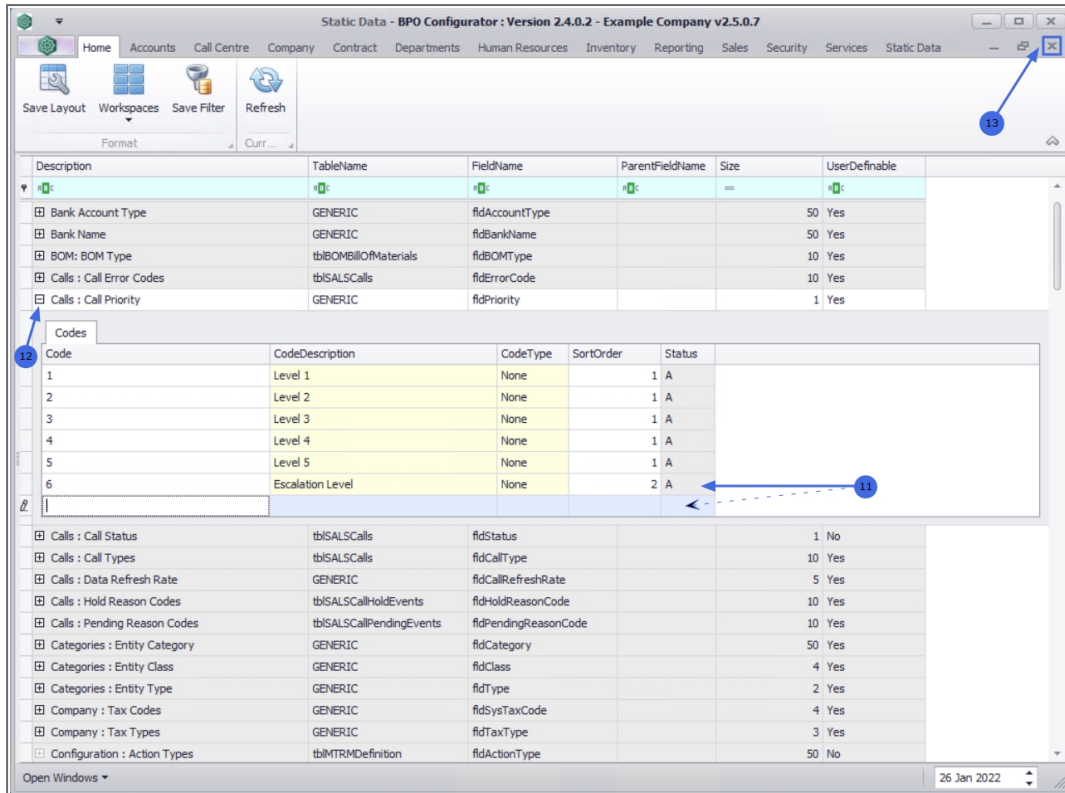 Static Data - BPO Configurator : Version 2.4.0.2 - Example Company v2.5.0.7
Home Accounts Call Centre Company Contract Departments Human Resources Inventory Reporting Sales Security Services Static Data
Save Layout Workspaces Save Filter Refresh
13
Format Curr...
Description TableName FieldName ParentFieldName Size UserDefinable
Bank Account Type GENERIC fldAccountType 50 Yes
Bank Name GENERIC fldBankName 50 Yes
BOM: BOM Type tblBOMBillOfMaterials fldBOMType 10 Yes
Calls : Call Error Codes tblSALSCalls fldErrorCode 10 Yes
Calls : Call Priority GENERIC fldPriority 1 Yes
Codes
12 Code CodeDescription CodeType SortOrder Status
1 Level 1 None 1 A
2 Level 2 None 1 A
3 Level 3 None 1 A
4 Level 4 None 1 A
5 Level 5 None 1 A
6 Escalation Level None 2 A 11
Calls : Call Status tblSALSCalls fldStatus 1 No
Calls : Call Types tblSALSCalls fldCallType 10 Yes
Calls : Data Refresh Rate GENERIC fldCallRefreshRate 5 Yes
Calls : Hold Reason Codes tblSALSCallHoldEvents fldHoldReasonCode 10 Yes
Calls : Pending Reason Codes tblSALSCallPendingEvents fldPendingReasonCode 10 Yes
Categories : Entity Category GENERIC fldCategory 50 Yes
Categories : Entity Class GENERIC fldClass 4 Yes
Categories : Entity Type GENERIC fldType 2 Yes
Company : Tax Codes GENERIC fldSysTaxCode 4 Yes
Company : Tax Types GENERIC fldTaxType 3 Yes
Configuration : Action Types tblMTRMDefinition fldActionType 50 No
Open Windows 26 Jan 2022